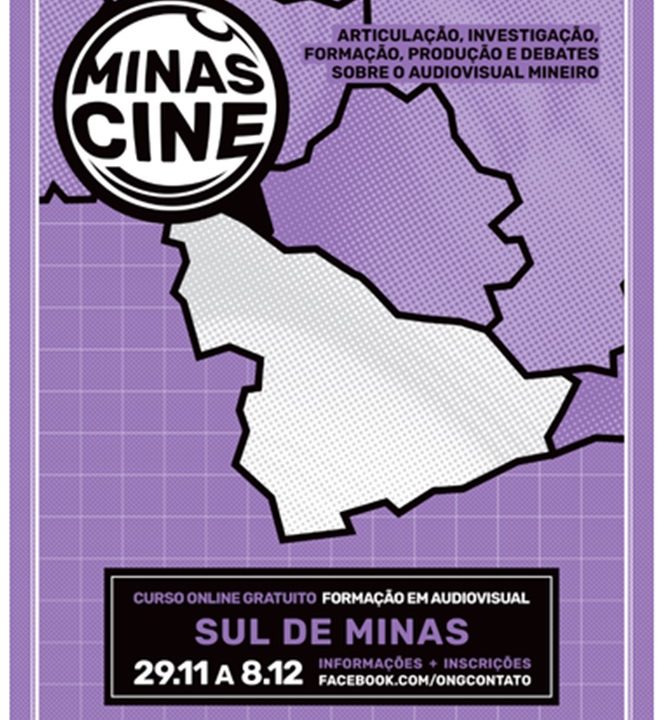 MINAS
CINE
ARTICULAÇÃO, INVESTIGAÇÃO,
FORMAÇÃO, PRODUÇÃO E DEBATES
SOBRE O AUDIOVISUAL MINEIRO
CURSO ONLINE GRATUITO FORMAÇÃO EM AUDIOVISUAL
SUL DE MINAS
29.11 A 8.12
INFORMAÇÕES + INSCRIÇÕES
FACEBOOK.COM/ONGCONTATO